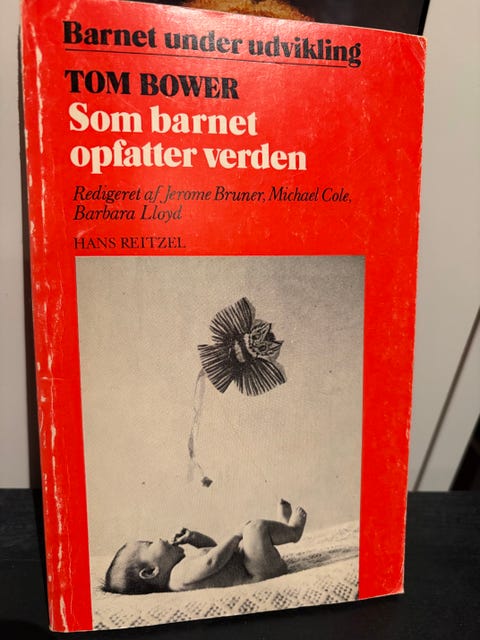 Barnet under udvikling
TOM BOWER
Som barnet
opfatter verden
Redigeret af Jerome Bruner, Michael Cole,
Barbara Lloyd
HANS REITZEL